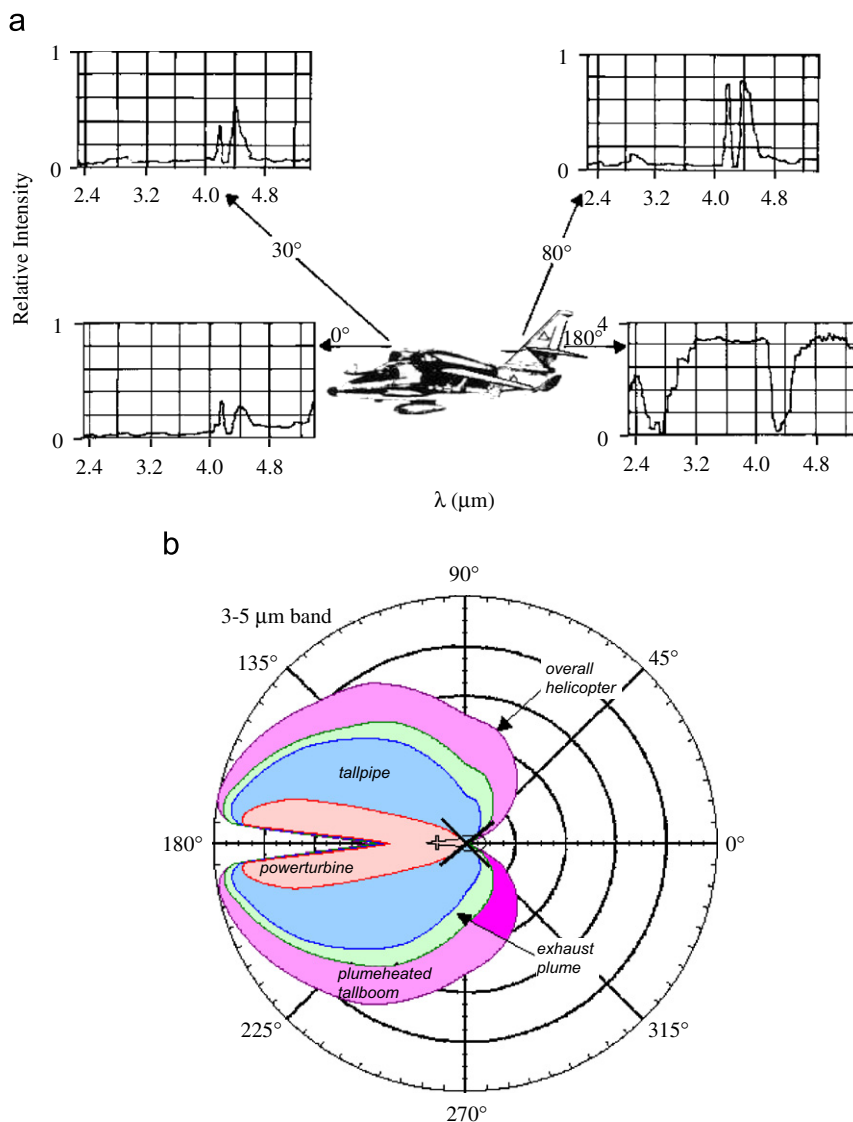 a
1
0
2.4 3.2 4.0 4.8
1
0
2.4 3.2 4.0 4.8
Relative Intensity
30°
80°
0°
180°
1
0
2.4 3.2 4.0 4.8
4
0
2.4 3.2 4.0 4.8
λ (μm)
b
90°
3-5 μm band
135°
45°
overall
helicopter
tallpipe
180°
0°
powerturbine
exhaust
plume
plumeheated
tallboom
225°
315°
270°